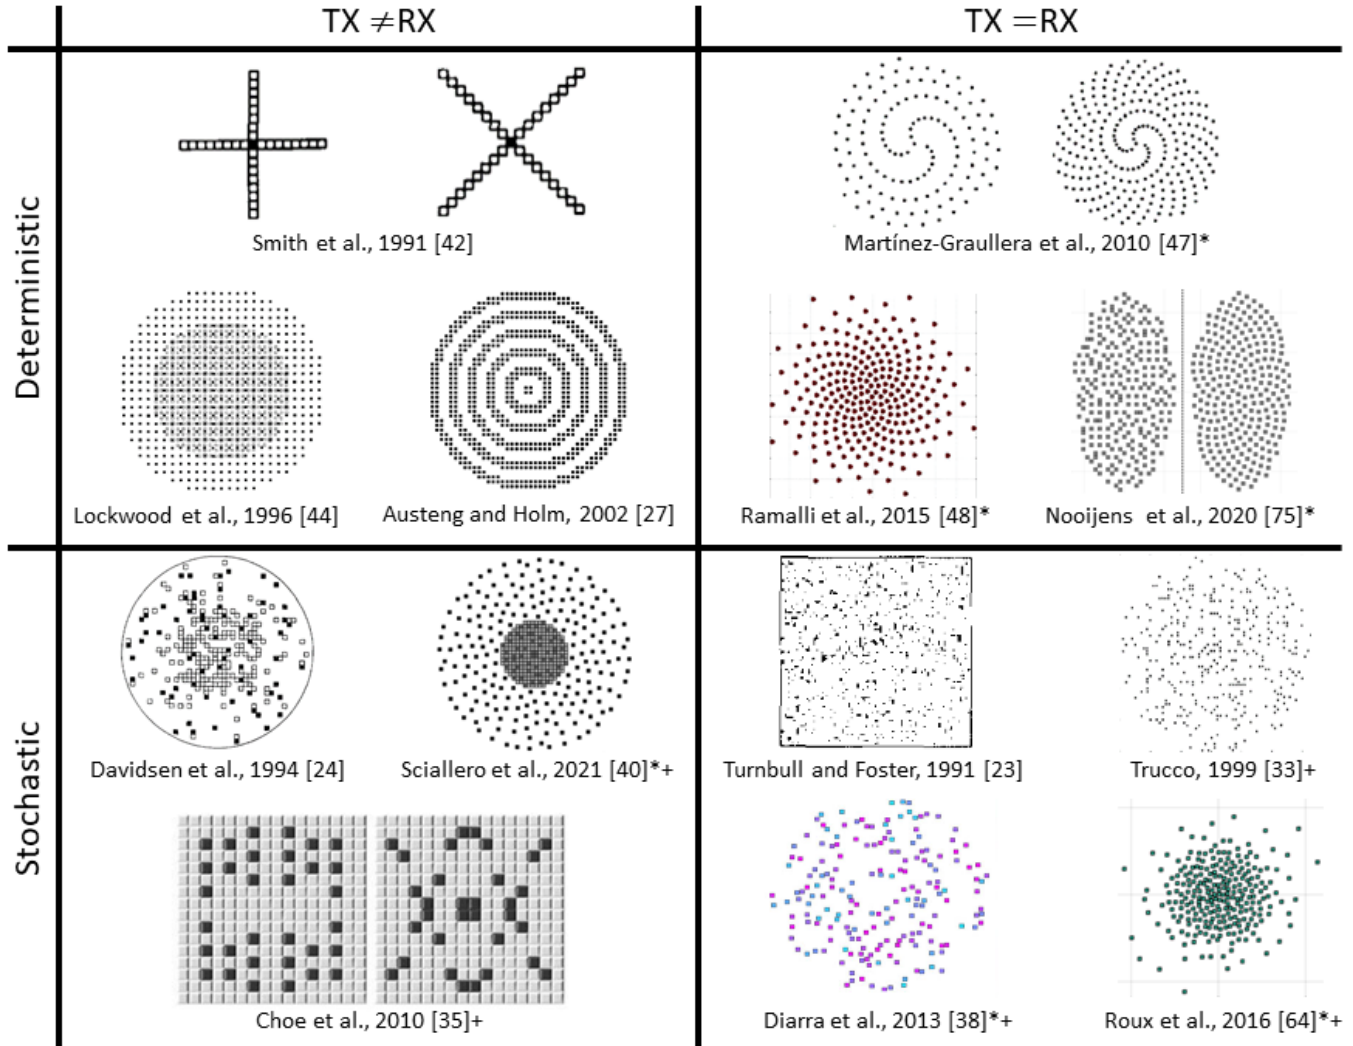 TX ≠RX
TX =RX
Deterministic
Smith et al., 1991 [42]
Martínez-Graullera et al., 2010 [47]*
Lockwood et al., 1996 [44]
Austeng and Holm, 2002 [27]
Ramalli et al., 2015 [48]*
Nooijens et al., 2020 [75]*
Stochastic
Davidsen et al., 1994 [24]
Sciallero et al., 2021 [40]*+
Turnbull and Foster, 1991 [23]
Trucco, 1999 [33]+
Choe et al., 2010 [35]+
Diarra et al., 2013 [38]*+
Roux et al., 2016 [64]*+